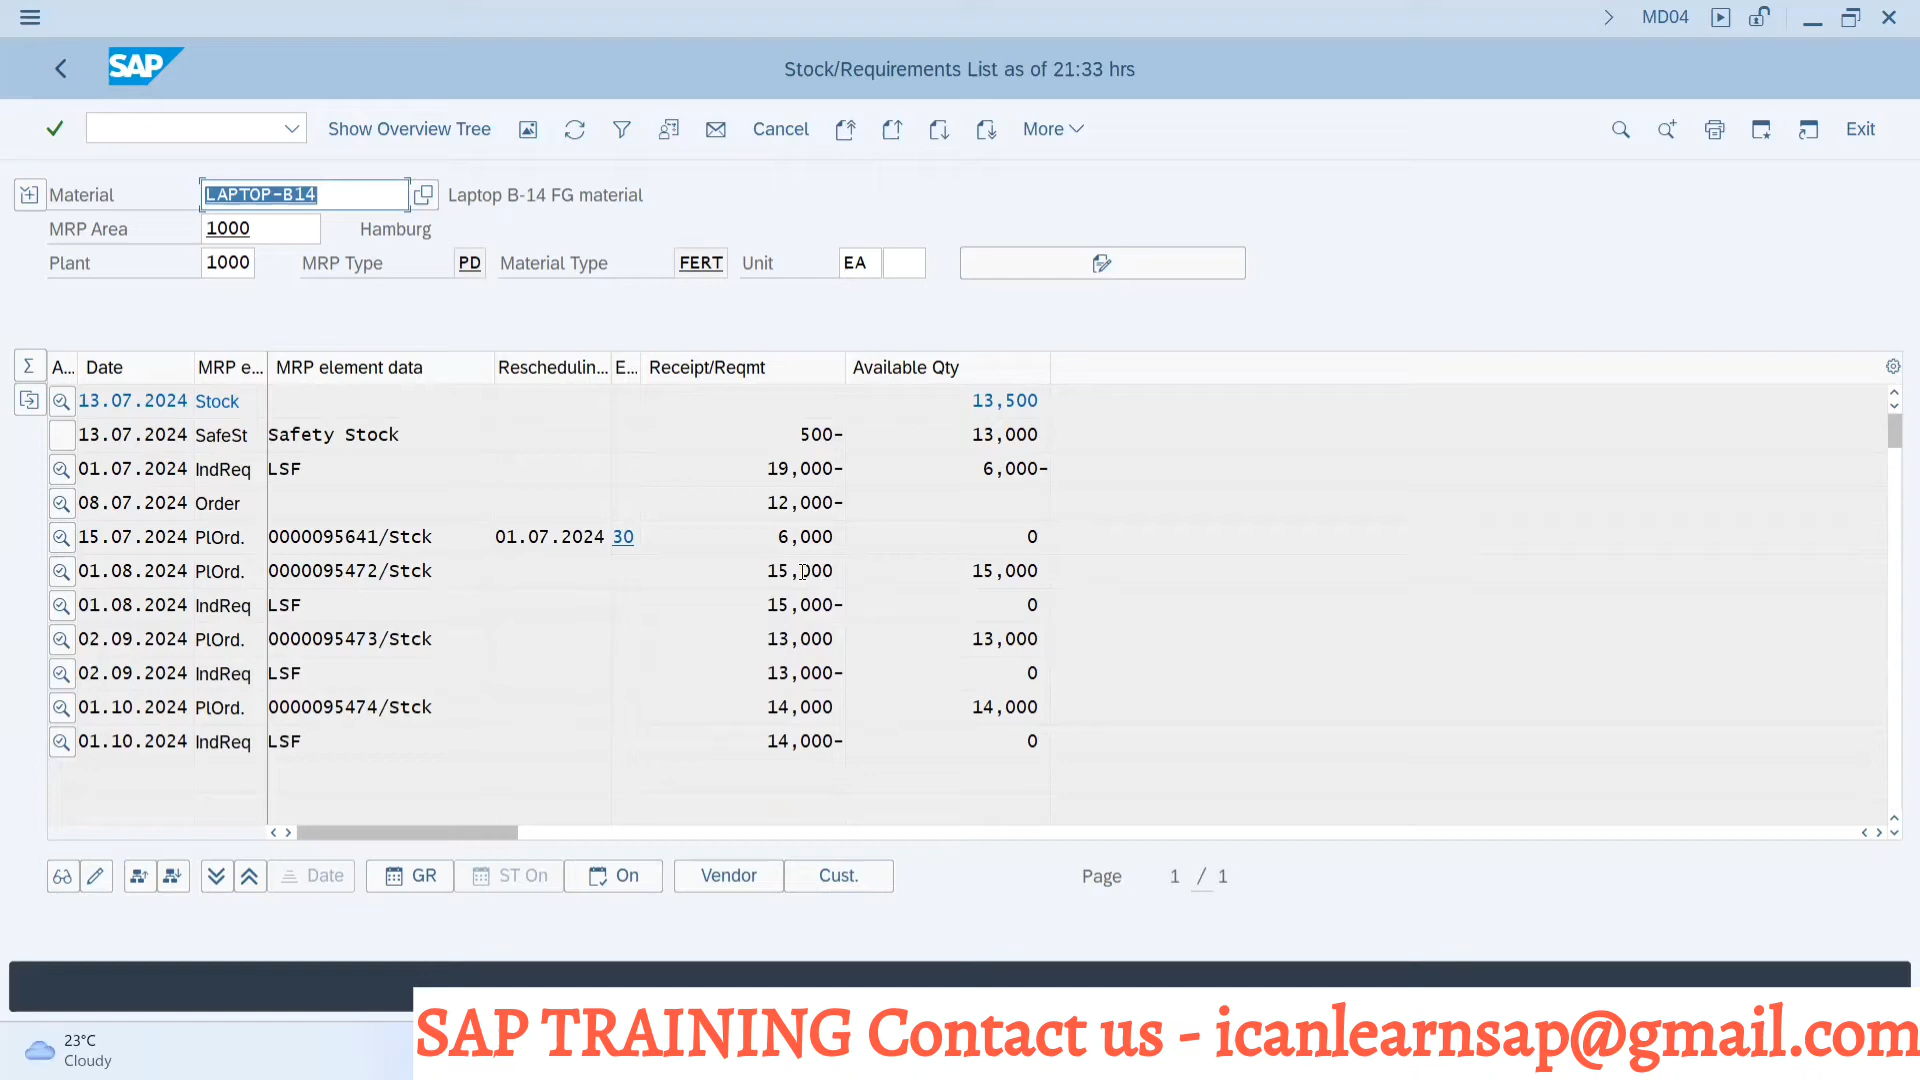 MD04
SAP
Stock/Requirements List as of 21:33 hrs
Show Overview Tree Cancel More Exit
Material LAPTOP-B14 Laptop B-14 FG material
MRP Area 1000 Hamburg
Plant 1000 MRP Type PD Material Type FERT Unit EA
A... Date MRP e... MRP element data Reschedulin... E... Receipt/Reqmt Available Qty
13.07.2024 Stock 13,500
13.07.2024 SafeSt Safety Stock 500- 13,000
01.07.2024 IndReq LSF 19,000- 6,000-
08.07.2024 Order 12,000-
15.07.2024 PlOrd. 0000095641/Stck 01.07.2024 30 6,000 0
01.08.2024 PlOrd. 0000095472/Stck 15,000 15,000
01.08.2024 IndReq LSF 15,000- 0
02.09.2024 PlOrd. 0000095473/Stck 13,000 13,000
02.09.2024 IndReq LSF 13,000- 0
01.10.2024 PlOrd. 0000095474/Stck 14,000 14,000
01.10.2024 IndReq LSF 14,000- 0
Date GR ST On On Vendor Cust. Page 1 / 1
23°C
Cloudy
SAP TRAINING Contact us - icanlearnsap@gmail.com